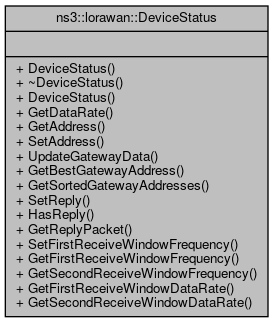 ns3::lorawan::DeviceStatus
+ DeviceStatus()
+ ~DeviceStatus()
+ DeviceStatus()
+ GetDataRate()
+ GetAddress()
+ SetAddress()
+ UpdateGatewayData()
+ GetBestGatewayAddress()
+ GetSortedGatewayAddresses()
+ SetReply()
+ HasReply()
+ GetReplyPacket()
+ SetFirstReceiveWindowFrequency()
+ GetFirstReceiveWindowFrequency()
+ GetSecondReceiveWindowFrequency()
+ GetFirstReceiveWindowDataRate()
+ GetSecondReceiveWindowDataRate()